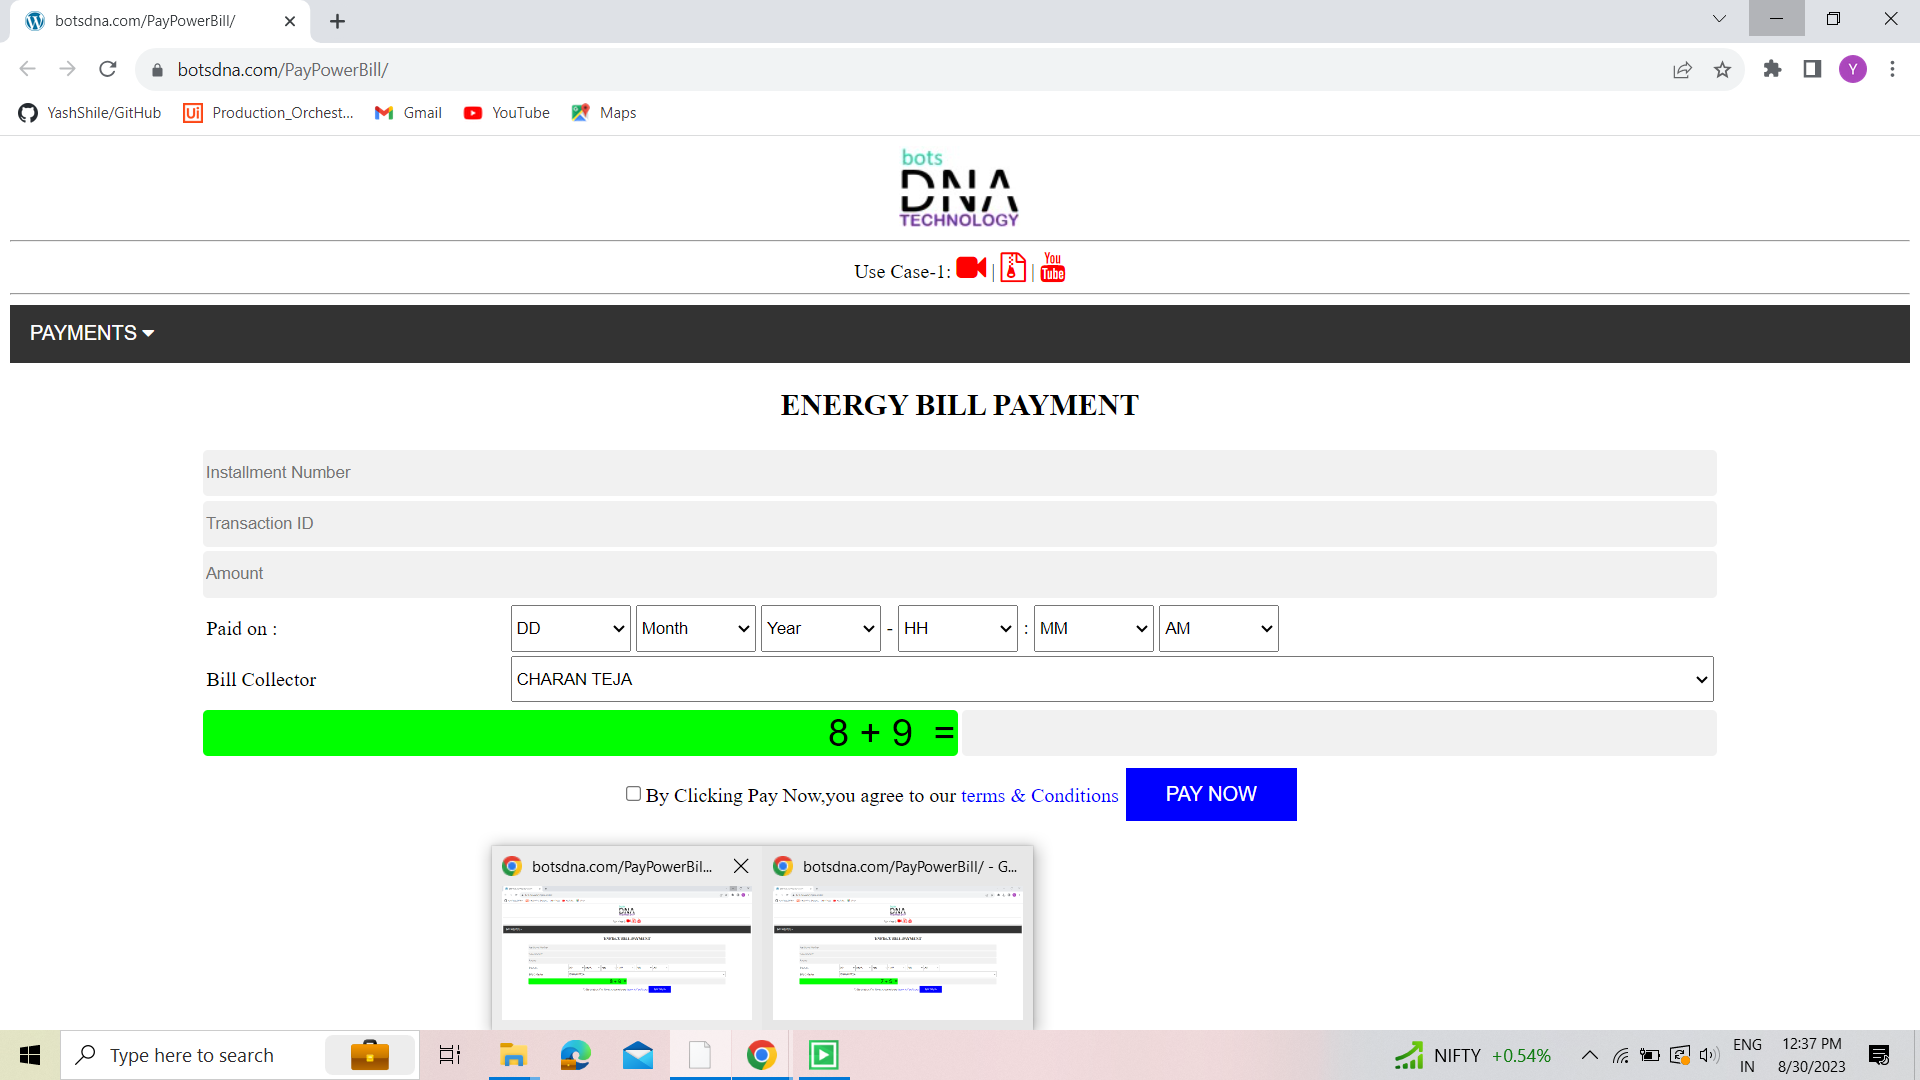 botsdna.com/PayPowerBill/
botsdna.com/PayPowerBill/
Y
YashShile/GitHub
Ui Production_Orchest...
Gmail
YouTube
Maps
bots
DNA
TECHNOLOGY
Use Case-1: | | You Tube
PAYMENTS
ENERGY BILL PAYMENT
Installment Number
Transaction ID
Amount
Paid on : DD Month Year - HH : MM AM
Bill Collector CHARAN TEJA
8 + 9 =
By Clicking Pay Now,you agree to our terms & Conditions PAY NOW
botsdna.com/PayPowerBil... botsdna.com/PayPowerBill/ - G...
Type here to search
NIFTY +0.54%
ENG
IN
12:37 PM
8/30/2023